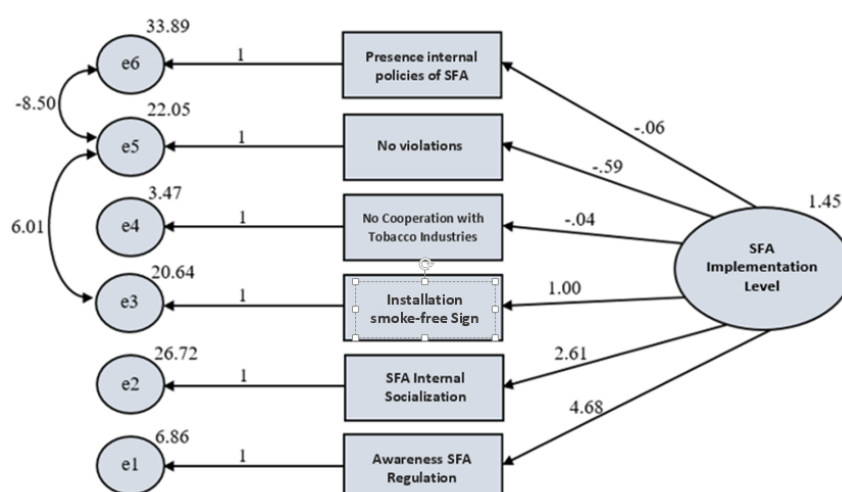 33.89
e6
1
Presence internal
policies of SFA
-8.50
-.06
22.05
e5
1
No violations
-.59
6.01
3.47
e4
1
No Cooperation with
Tobacco Industries
-.04
1.45
SFA
Implementation
Level
20.64
e3
1
Installation
smoke-free Sign
1.00
26.72
e2
1
SFA Internal
Socialization
2.61
6.86
e1
1
Awareness SFA
Regulation
4.68